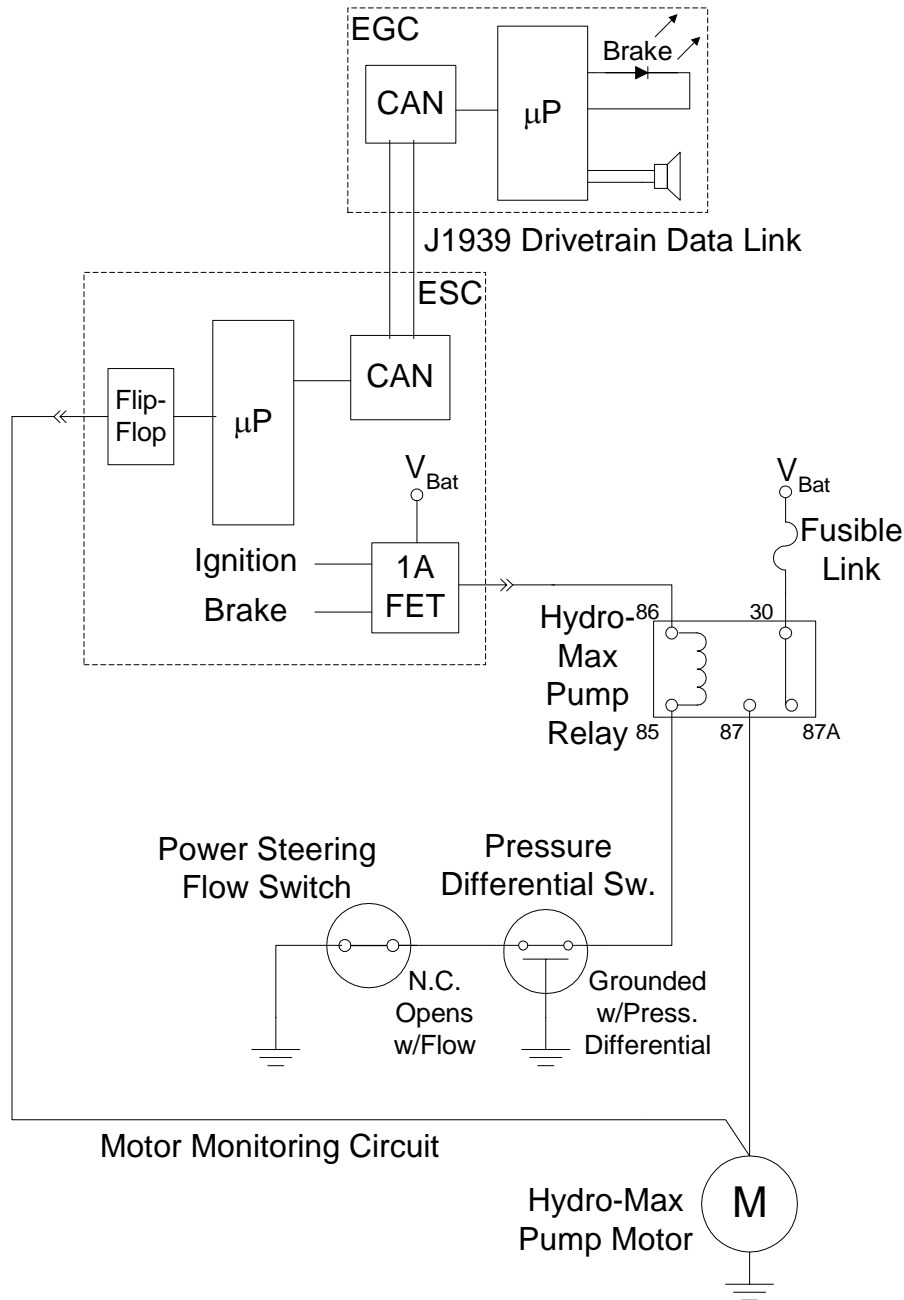 EGC
Brake
CAN
μP
J1939 Drivetrain Data Link
ESC
CAN
Flip-
Flop
μP
V Bat
V Bat
Fusible
Link
Ignition
Brake
1A
FET
Hydro-
Max
Pump
Relay
86
30
85
87
87A
Power Steering
Flow Switch
Pressure
Differential Sw.
N.C.
Opens
w/Flow
Grounded
w/Press.
Differential
Motor Monitoring Circuit
Hydro-Max
Pump Motor
M